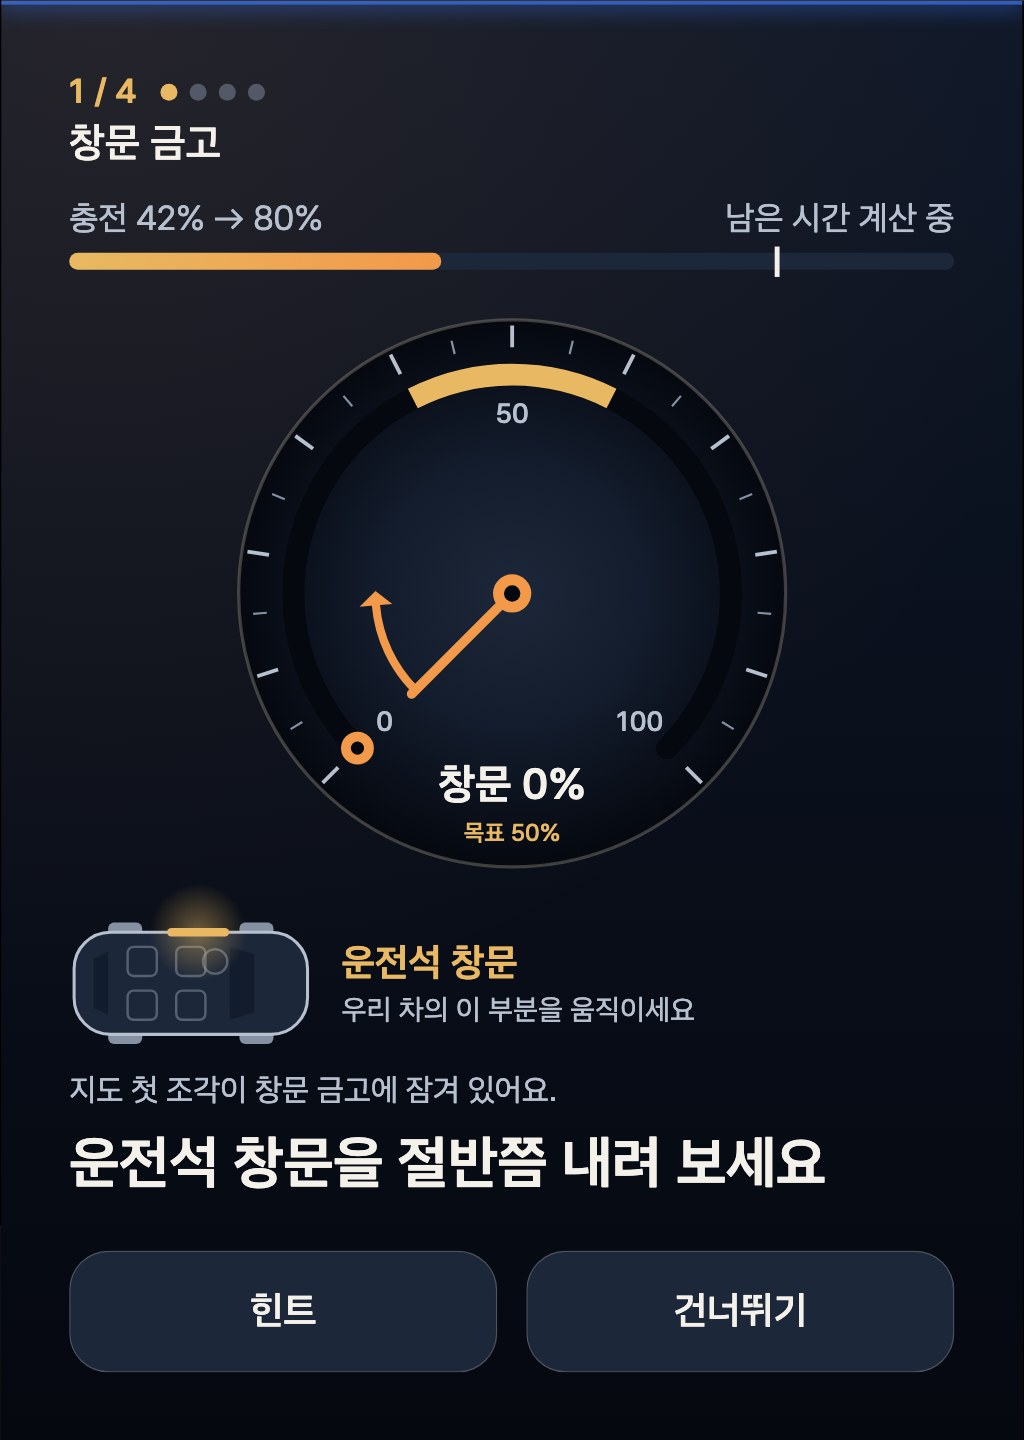 1 / 4
창문 금고
충전 42% → 80%
남은 시간 계산 중
50
0
100
창문 0%
목표 50%
운전석 창문
우리 차의 이 부분을 움직이세요
지도 첫 조각이 창문 금고에 잠겨 있어요.
운전석 창문을 절반쯤 내려 보세요
힌트
건너뛰기